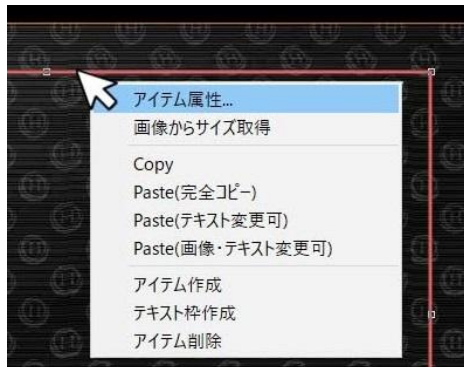 アイテム属性...
画像からサイズ取得
Copy
Paste(完全コピー)
Paste(テキスト変更可)
Paste(画像・テキスト変更可)
アイテム作成
テキスト枠作成
アイテム削除